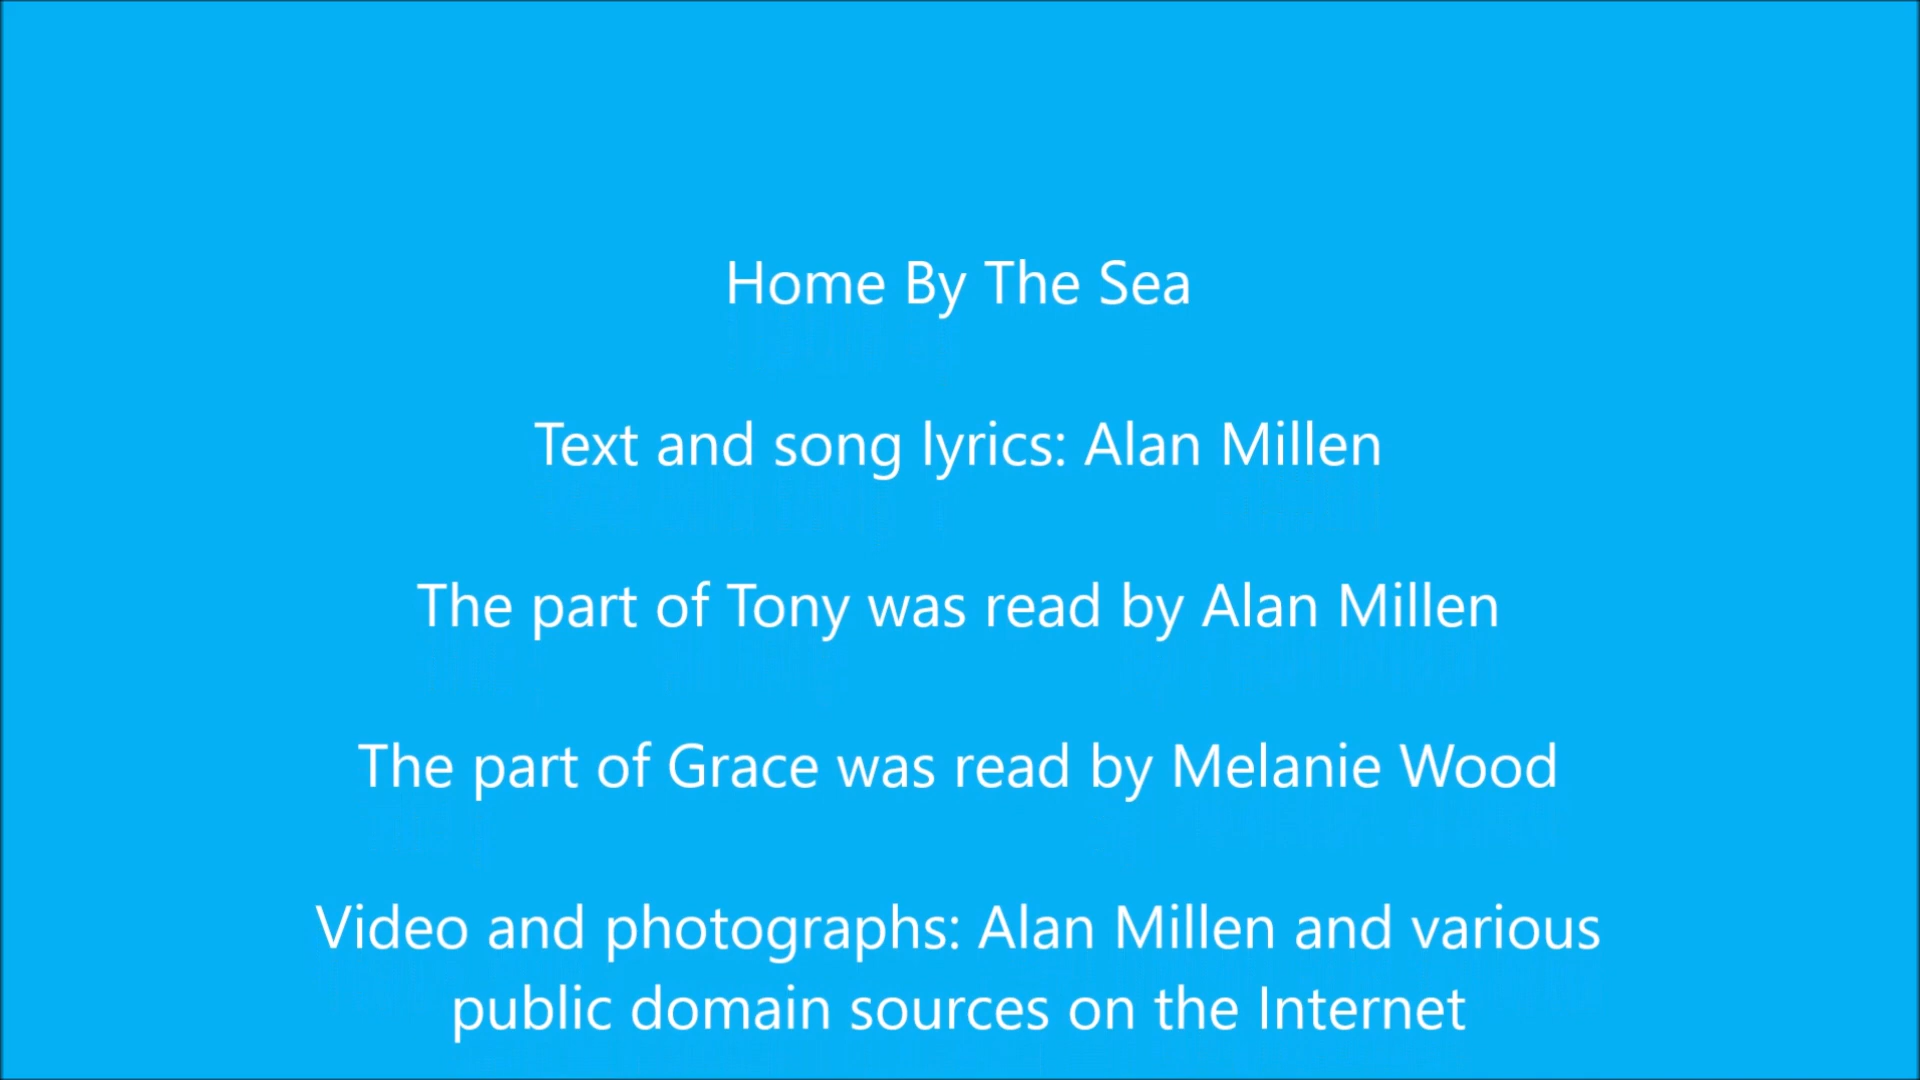 Home By The Sea
Text and song lyrics: Alan Millen
The part of Tony was read by Alan Millen
The part of Grace was read by Melanie Wood
Video and photographs: Alan Millen and various
public domain sources on the Internet